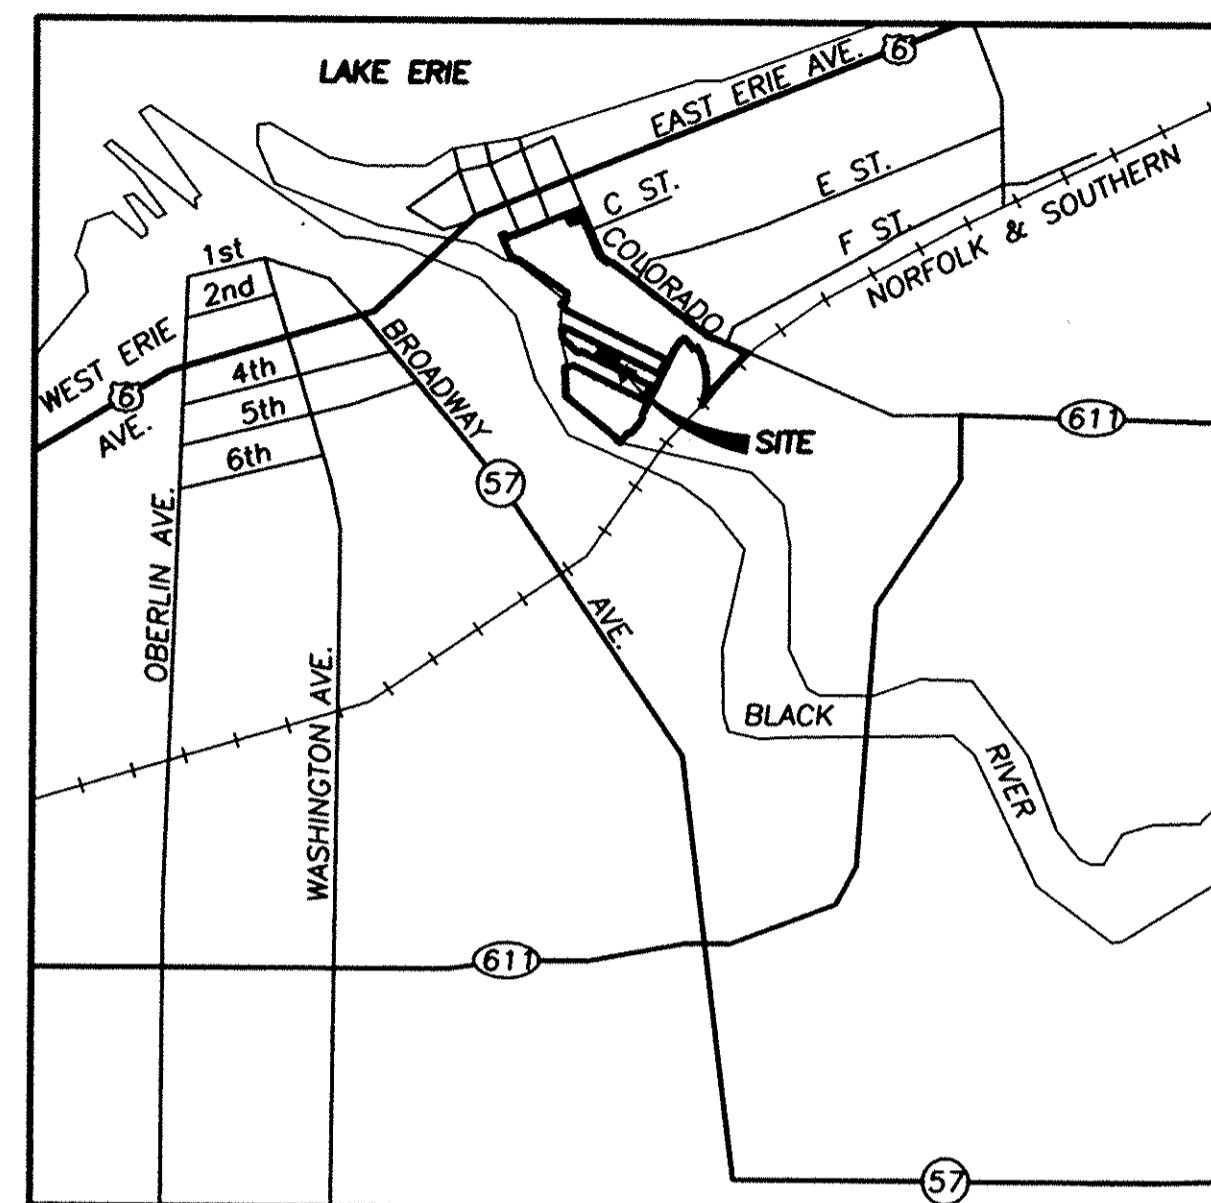 LAKE ERIE
EAST ERIE AVE.
6
C ST.
E ST.
F ST.
COLORADO
NORFOLK & SOUTHERN
1st
2nd
WEST ERIE
AVE.
6
4th
5th
6th
BROADWAY
AVE.
57
611
SITE
OBERLIN AVE.
WASHINGTON AVE.
BLACK
RIVER
611
57